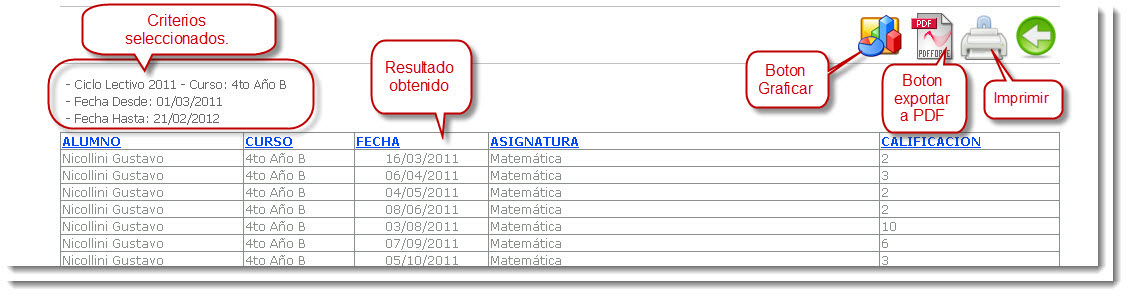 Criterios
seleccionados.
- Ciclo Lectivo 2011 - Curso: 4to Año B
- Fecha Desde: 01/03/2011
- Fecha Hasta: 21/02/2012
Resultado
obtenido
Boton
Graficar
PDF
Boton
exportar
a PDF
Imprimir
ALUMNO CURSO FECHA ASIGNATURA CALIFICACION
Nicollini Gustavo 4to Año B 16/03/2011 Matemática 2
Nicollini Gustavo 4to Año B 06/04/2011 Matemática 3
Nicollini Gustavo 4to Año B 04/05/2011 Matemática 2
Nicollini Gustavo 4to Año B 08/06/2011 Matemática 2
Nicollini Gustavo 4to Año B 03/08/2011 Matemática 10
Nicollini Gustavo 4to Año B 07/09/2011 Matemática 6
Nicollini Gustavo 4to Año B 05/10/2011 Matemática 3